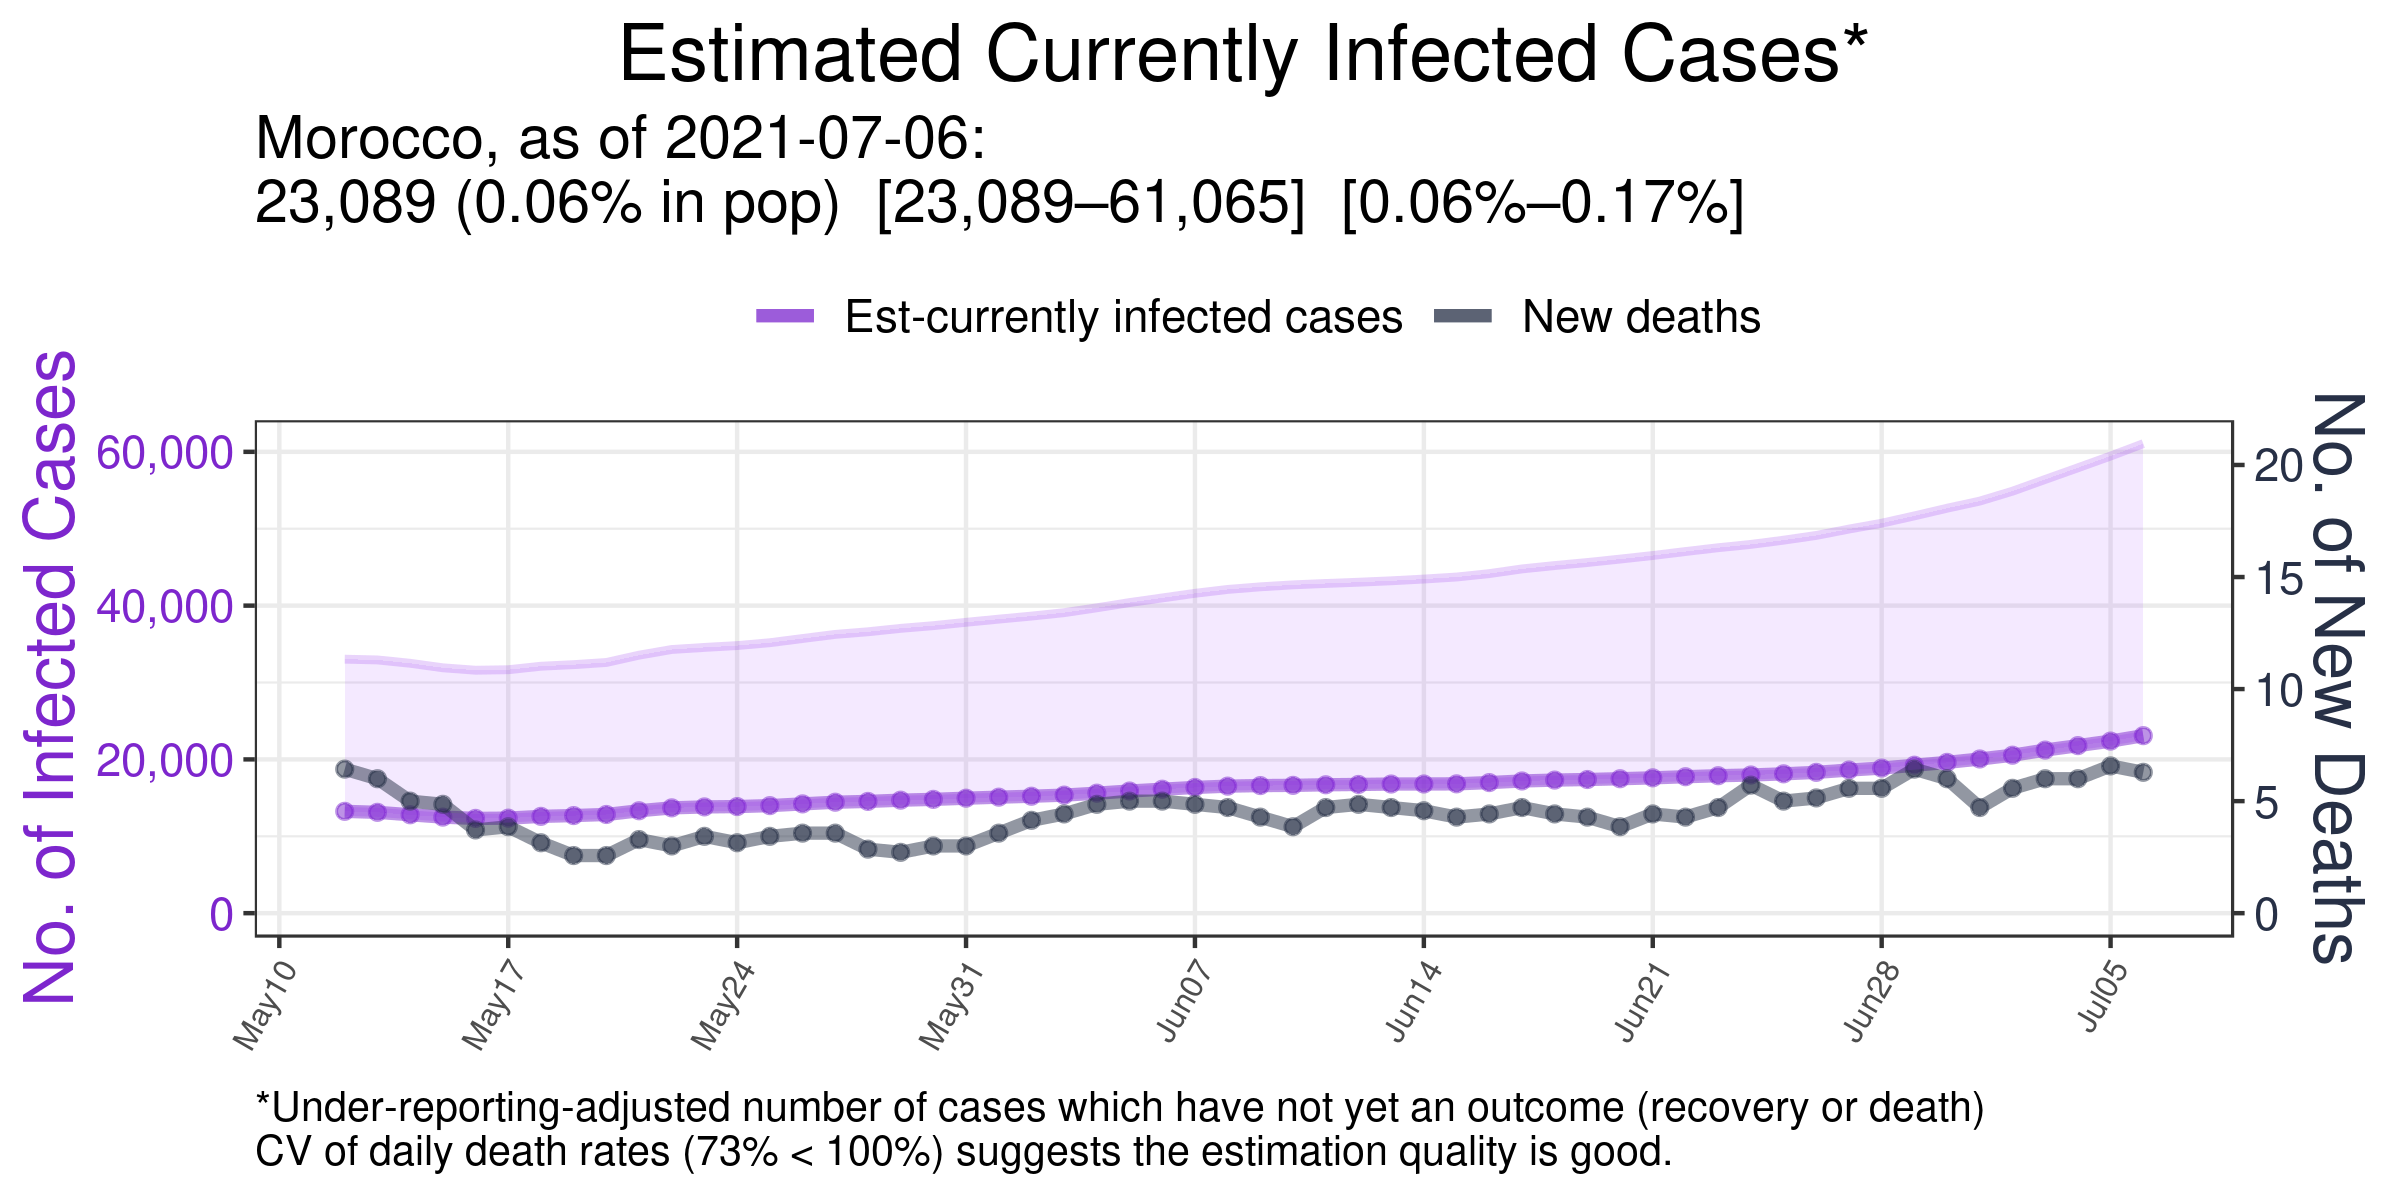 Estimated Currently Infected Cases*
Morocco, as of 2021-07-06:
23,089 (0.06% in pop)  [23,089–61,065]  [0.06%–0.17%]
Est-currently infected cases
New deaths
No. of Infected Cases
60,000
40,000
20,000
0
20
15
10
5
0
No. of New Deaths
May10
May17
May24
May31
Jun07
Jun14
Jun21
Jun28
Jul05
*Under-reporting-adjusted number of cases which have not yet an outcome (recovery or death)
CV of daily death rates (73% < 100%) suggests the estimation quality is good.